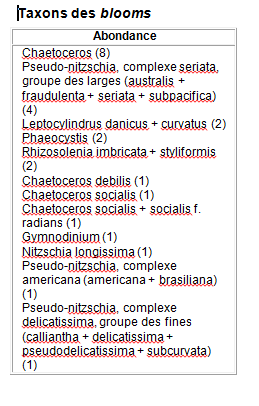 Taxons des blooms
Abondance
Chaetoceros (8)
Pseudo-nitzschia, complexe seriata,
groupe des larges (australis +
fraudulenta + seriata + subpacifica)
(4)
Leptocylindrus danicus + curvatus (2)
Phaeocystis (2)
Rhizosolenia imbricata + styliformis
(2)
Chaetoceros debilis (1)
Chaetoceros socialis (1)
Chaetoceros socialis + socialis f.
radians (1)
Gymnodinium (1)
Nitzschia longissima (1)
Pseudo-nitzschia, complexe
americana (americana + brasiliana)
(1)
Pseudo-nitzschia, complexe
delicatissima, groupe des fines
(calliantha + delicatissima +
pseudodelicatissima + subcurvata)
(1)